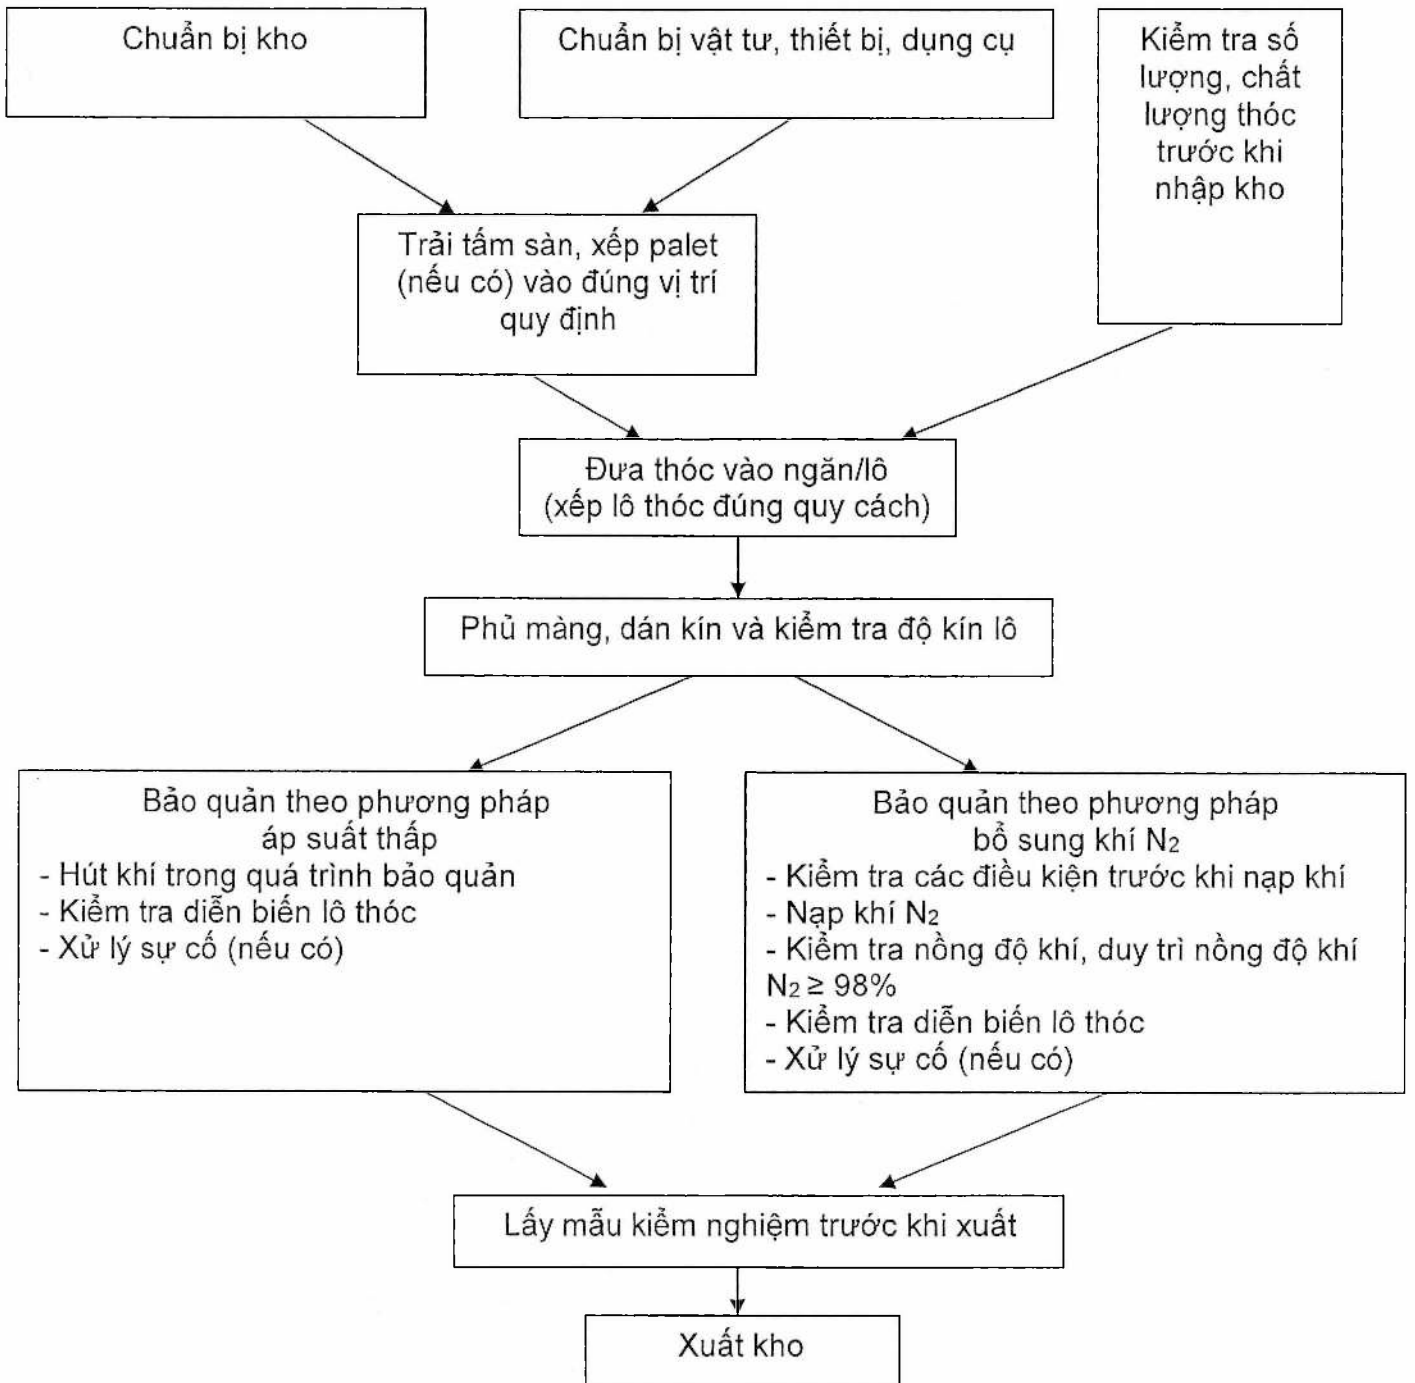 Chuẩn bị kho
Chuẩn bị vật tư, thiết bị, dụng cụ
Kiểm tra số
lượng, chất
lượng thóc
trước khi
nhập kho
Trải tấm sàn, xếp palet
(nếu có) vào đúng vị trí
quy định
Đưa thóc vào ngăn/lô
(xếp lô thóc đúng quy cách)
Phủ màng, dán kín và kiểm tra độ kín lô
Bảo quản theo phương pháp
áp suất thấp
- Hút khí trong quá trình bảo quản
- Kiểm tra diễn biến lô thóc
- Xử lý sự cố (nếu có)
Bảo quản theo phương pháp
bổ sung khí N₂
- Kiểm tra các điều kiện trước khi nạp khí
- Nạp khí N₂
- Kiểm tra nồng độ khí, duy trì nồng độ khí
N₂ ≥ 98%
- Kiểm tra diễn biến lô thóc
- Xử lý sự cố (nếu có)
Lấy mẫu kiểm nghiệm trước khi xuất
Xuất kho